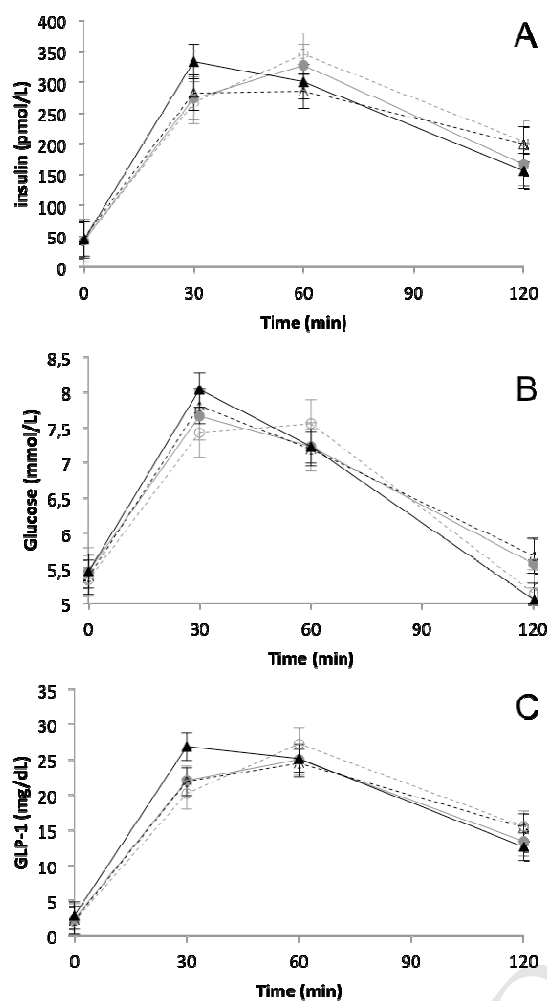 A
400
350
300
250
200
150
100
50
0
insulin (pmol/L)
0 30 60 90 120
Time (min)
B
8,5
8
7,5
7
6,5
6
5,5
5
Glucose (mmol/L)
0 30 60 90 120
Time (min)
C
35
30
25
20
15
10
5
0
GLP-1 (mg/dL)
0 30 60 90 120
Time (min)